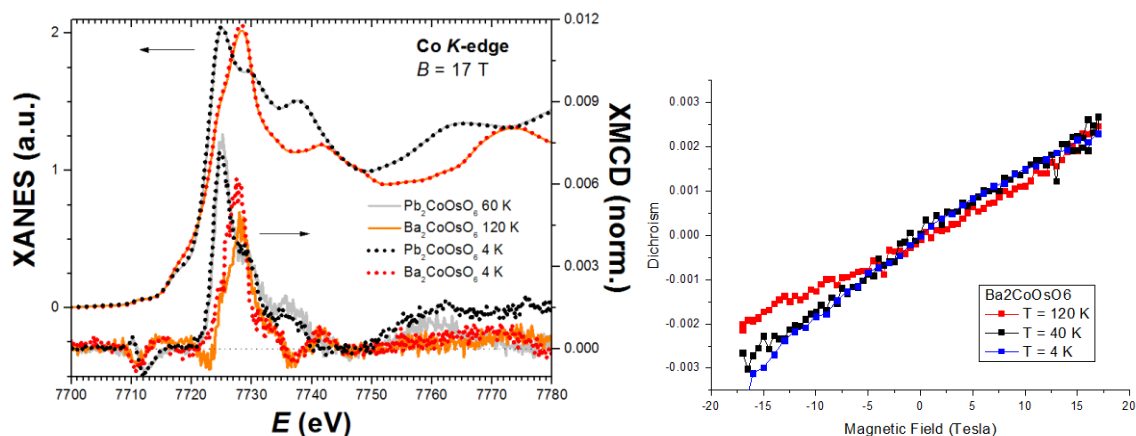 Co K-edge
B = 17 T
XANES (a.u.)
2
1
0
0.012
0.009
0.006
0.003
0.000
XMCD (norm.)
Pb₂CoOsO₆ 60 K
Ba₂CoOsO₆ 120 K
Pb₂CoOsO₆ 4 K
Ba₂CoOsO₆ 4 K
7700 7710 7720 7730 7740 7750 7760 7770 7780
E (eV)
Dichroism
0.003
0.002
0.001
0.000
-0.001
-0.002
-0.003
Ba2CoOsO6
T = 120 K
T = 40 K
T = 4 K
-20 -15 -10 -5 0 5 10 15 20
Magnetic Field (Tesla)